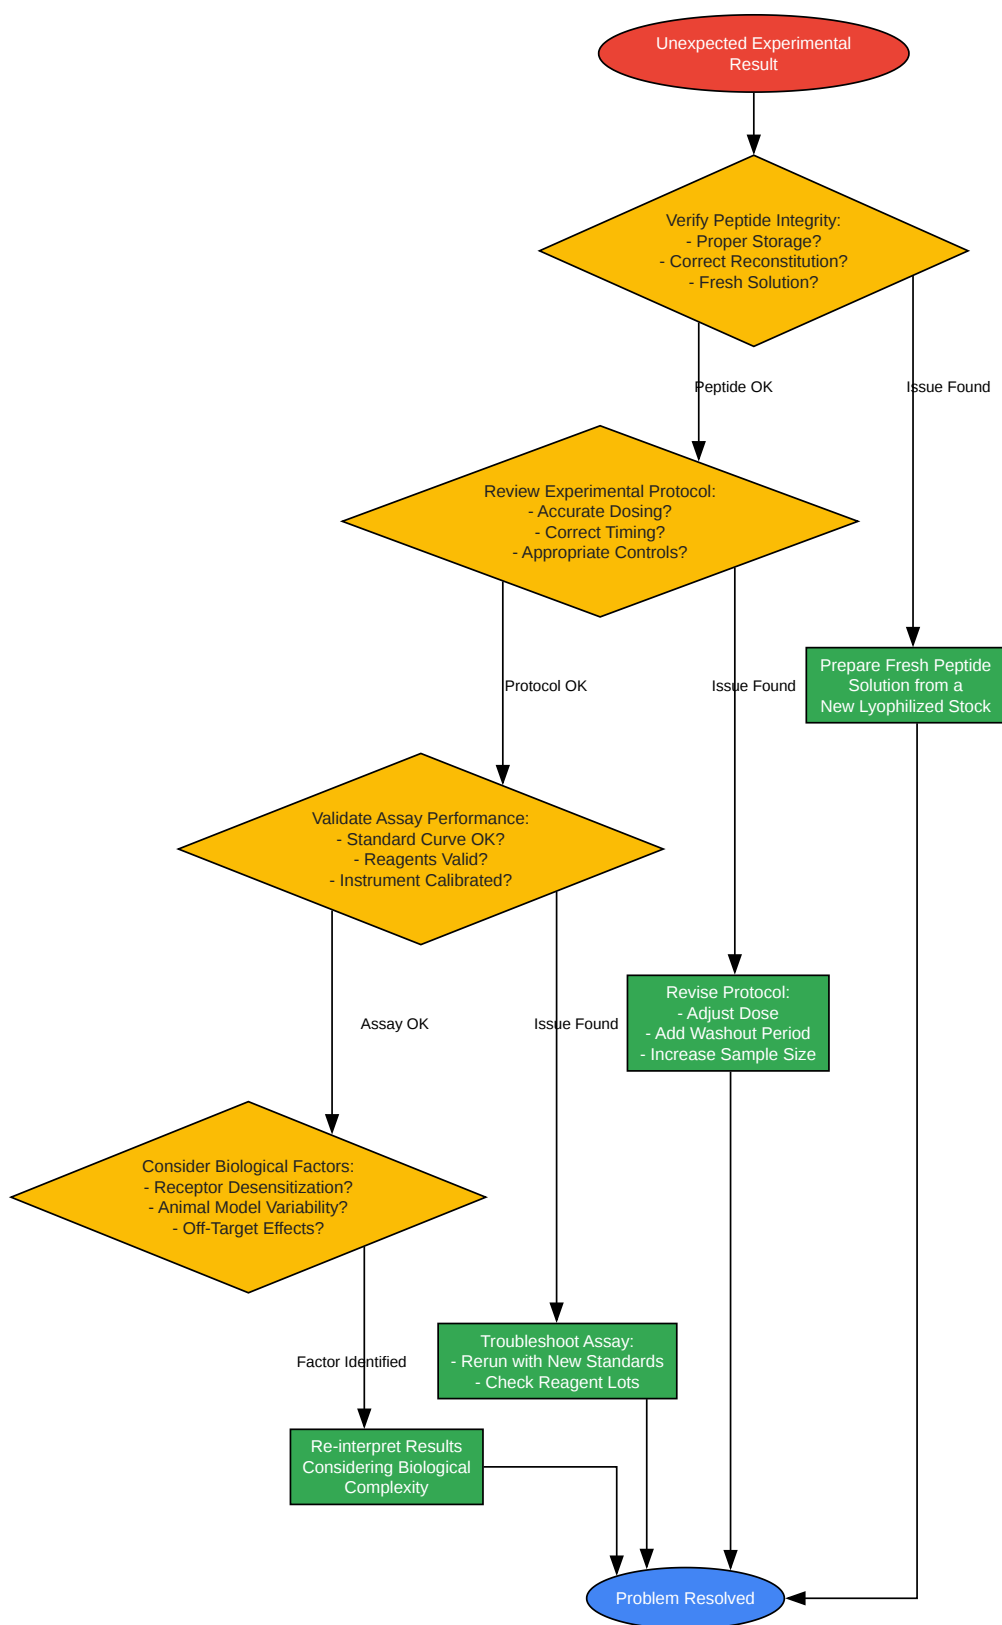 Unexpected Experimental
Result
Verify Peptide Integrity:
- Proper Storage?
- Correct Reconstitution?
- Fresh Solution?
Peptide OK
Issue Found
Review Experimental Protocol:
- Accurate Dosing?
- Correct Timing?
- Appropriate Controls?
Protocol OK
Issue Found
Prepare Fresh Peptide
Solution from a
New Lyophilized Stock
Validate Assay Performance:
- Standard Curve OK?
- Reagents Valid?
- Instrument Calibrated?
Assay OK
Issue Found
Revise Protocol:
- Adjust Dose
- Add Washout Period
- Increase Sample Size
Consider Biological Factors:
- Receptor Desensitization?
- Animal Model Variability?
- Off-Target Effects?
Factor Identified
Troubleshoot Assay:
- Rerun with New Standards
- Check Reagent Lots
Re-interpret Results
Considering Biological
Complexity
Problem Resolved